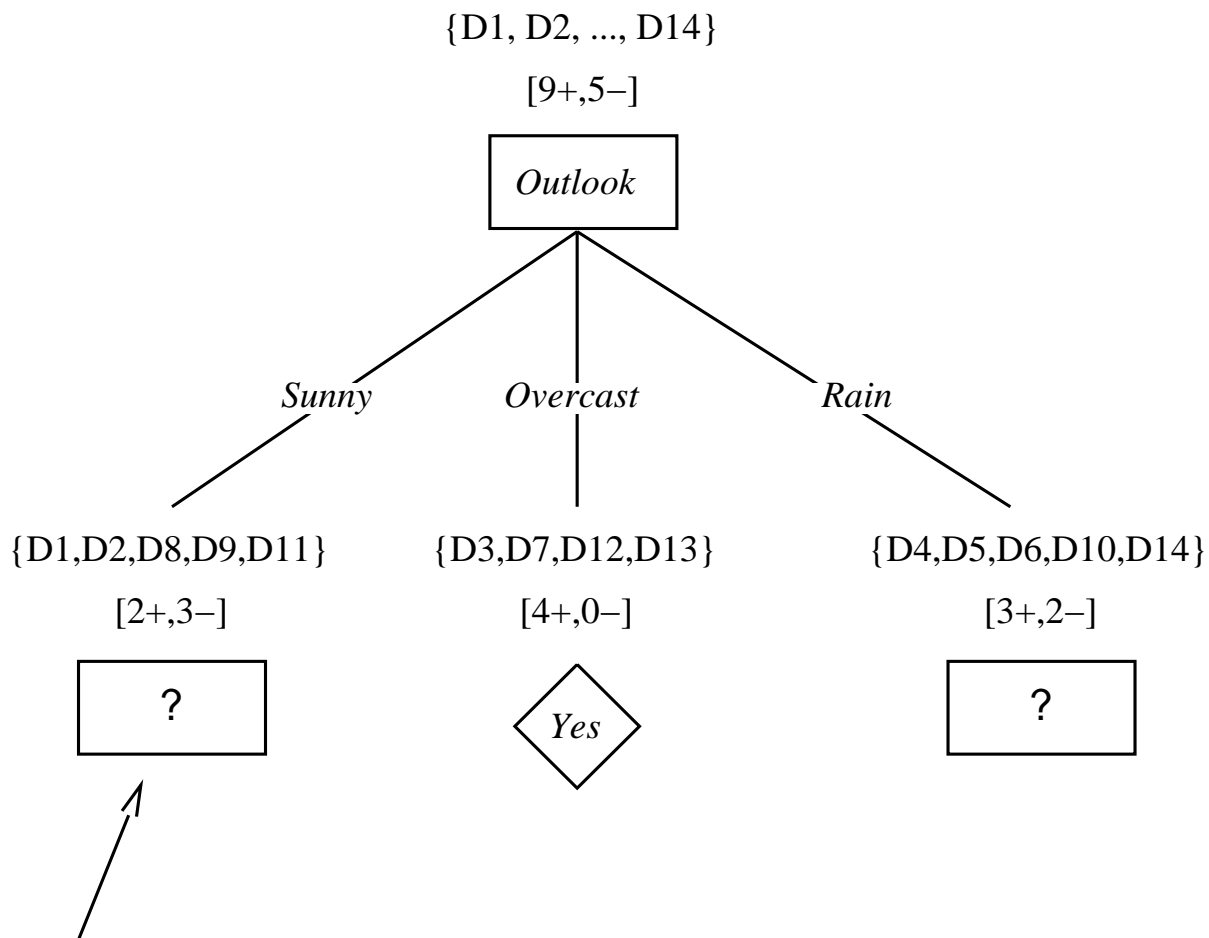 {D1, D2, ..., D14}
[9+,5−]
Outlook
Sunny Overcast Rain
{D1,D2,D8,D9,D11} {D3,D7,D12,D13} {D4,D5,D6,D10,D14}
[2+,3−] [4+,0−] [3+,2−]
? Yes ?